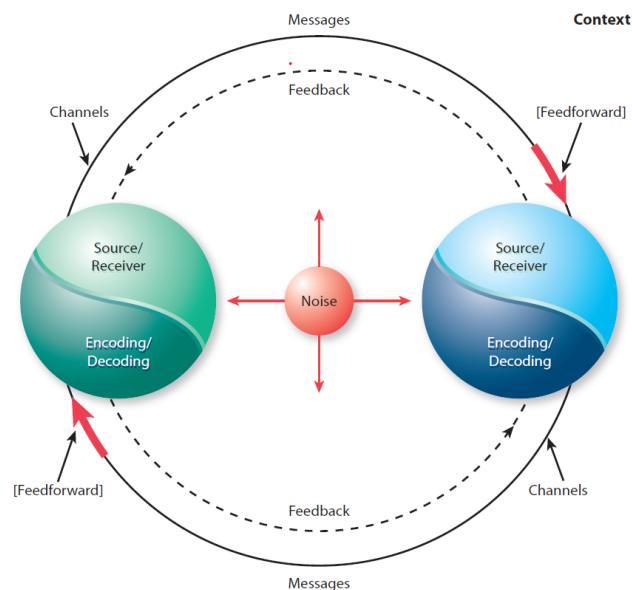 Messages
Context
Feedback
Channels
[Feedforward]
Source/
Receiver
Encoding/
Decoding
Noise
Source/
Receiver
Encoding/
Decoding
[Feedforward]
Feedback
Channels
Messages